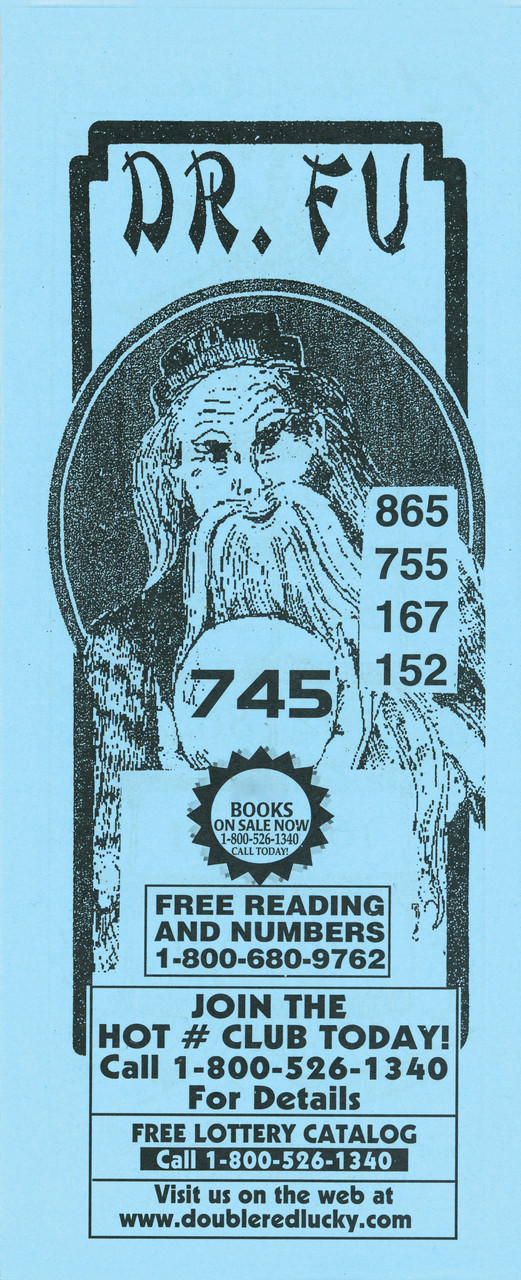 DR. FU
865
755
167
152
745
BOOKS
ON SALE NOW
1-800-526-1340
CALL TODAY!
FREE READING
AND NUMBERS
1-800-680-9762
JOIN THE
HOT # CLUB TODAY!
Call 1-800-526-1340
For Details
FREE LOTTERY CATALOG
Call 1-800-526-1340
Visit us on the web at
www.doubleredlucky.com